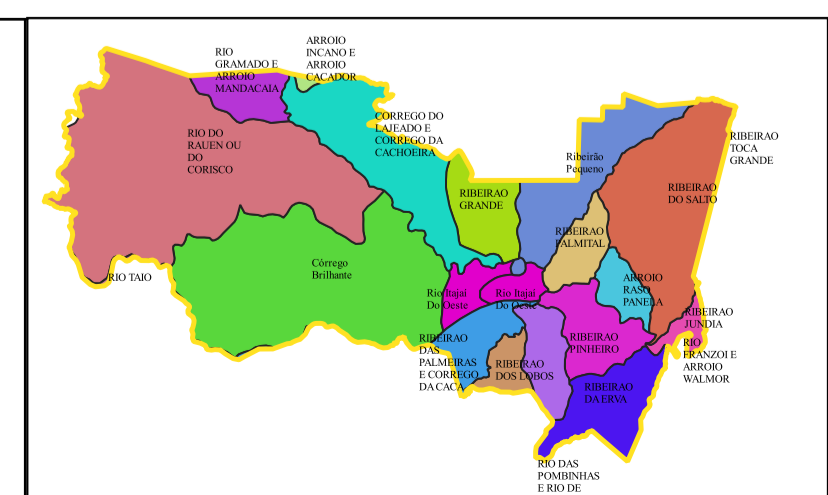 RIO
GRAMADO E
ARROIO
MANDACAIA
ARROIO
INCANO E
ARROIO
CAÇADOR
CORREGO DO
LAJEADO E
CORREGO DA
CACHOEIRA
RIO DO
RAUEN OU
DO
CORISCO
RIBEIRAO
TOCA
GRANDE
Ribeirão
Pequeno
RIBEIRAO
GRANDE
RIBEIRAO
DO SALTO
RIBEIRAO
PALMITAL
RIO TAIO
Córrego
Brilhante
Rio Itajaí
Do Oeste
Rio Itajaí
Do Oeste
ARROIO
RASO
PANELA
RIBEIRAO
JUNDIA
RIBEIRAO
DAS
PALMEIRAS
E CORREGO
DA CACA
RIBEIRAO
DOS LOBOS
RIBEIRAO
PINHEIRO
RIO
FRANZOI E
ARROIO
WALMOR
RIBEIRAO
DA ERVA
RIO DAS
POMBINHAS
E RIO DE